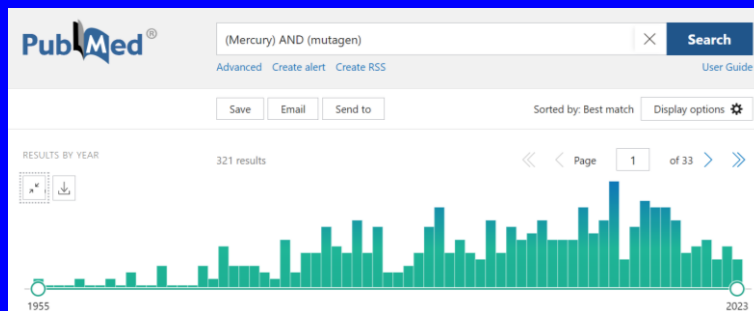 PubMed®
(Mercury) AND (mutagen)
Search
Advanced Create alert Create RSS
User Guide
Save Email Send to
Sorted by: Best match
Display options
RESULTS BY YEAR
321 results
Page 1 of 33
1955
2023